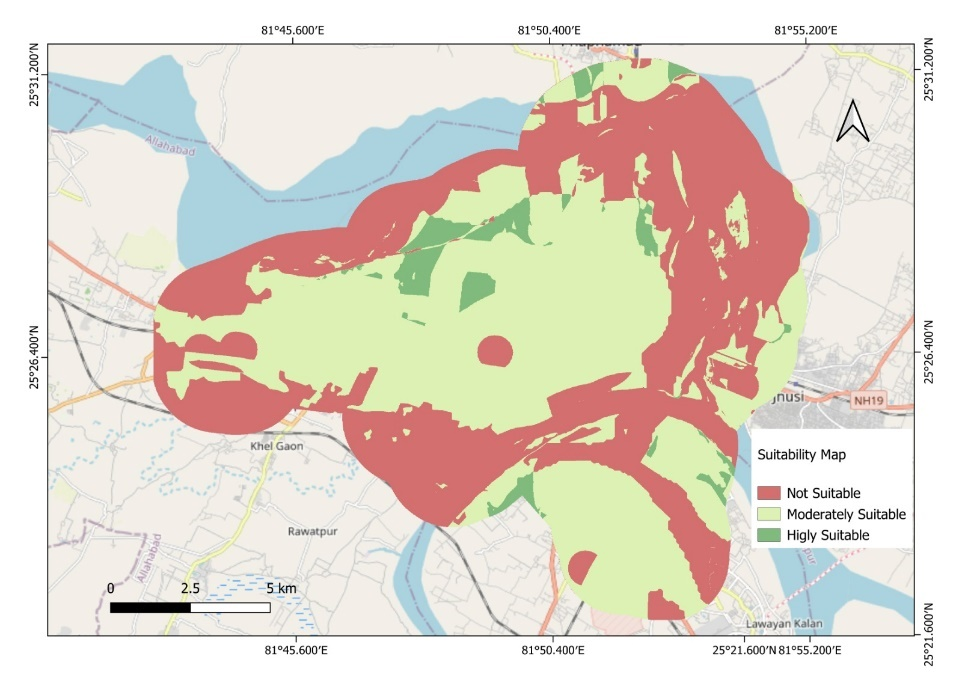 81°45.600'E 81°50.400'E 81°55.200'E
25°31.200'N 25°31.200'N
Allahabad
25°26.400'N 25°26.400'N
NH19
Khel Gaon
Suitability Map
Not Suitable
Moderately Suitable
Higly Suitable
Rawatpur
Allahabad
0 2.5 5 km
Lawayan Kalan
25°21.600'N
81°45.600'E 81°50.400'E 25°21.600'N 81°55.200'E